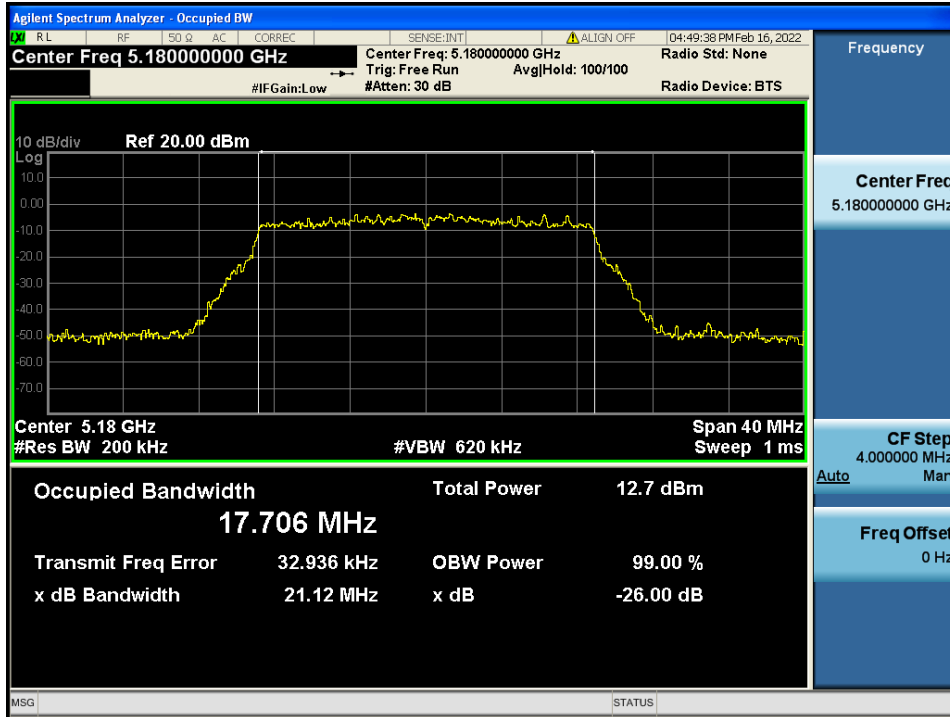 Agilent Spectrum Analyzer - Occupied BW
LXI RL RF 50 Ω AC CORREC SENSE:INT ALIGN OFF 04:49:38 PM Feb 16, 2022
Center Freq 5.180000000 GHz
Center Freq: 5.180000000 GHz
Radio Std: None
Trig: Free Run Avg|Hold: 100/100
#IFGain:Low
#Atten: 30 dB
Radio Device: BTS
10 dB/div Ref 20.00 dBm
Log
10.0
0.00
-10.0
-20.0
-30.0
-40.0
-50.0
-60.0
-70.0
Center 5.18 GHz Span 40 MHz
#Res BW 200 kHz #VBW 620 kHz Sweep 1 ms
Occupied Bandwidth Total Power 12.7 dBm
17.706 MHz
Transmit Freq Error 32.936 kHz OBW Power 99.00 %
x dB Bandwidth 21.12 MHz x dB -26.00 dB
MSG STATUS
Frequency
Center Freq
5.180000000 GHz
CF Step
4.000000 MHz
Auto Man
Freq Offset
0 Hz